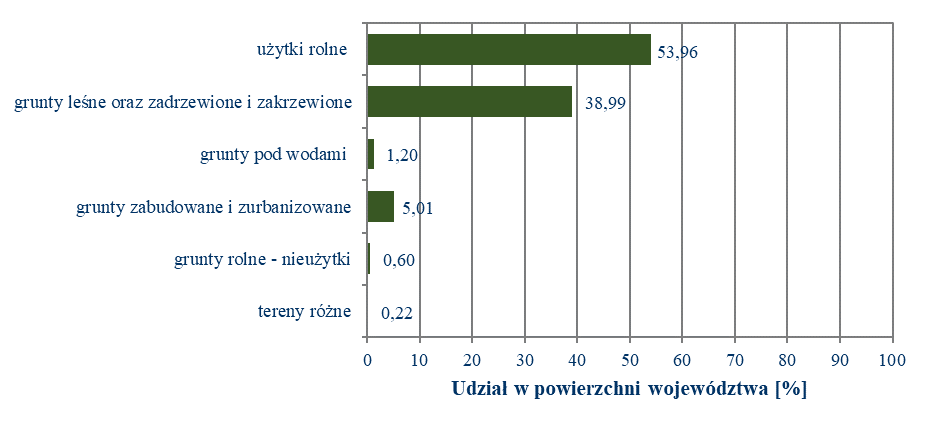 użytki rolne 53,96
grunty leśne oraz zadrzewione i zakrzewione 38,99
grunty pod wodami 1,20
grunty zabudowane i zurbanizowane 5,01
grunty rolne - nieużytki 0,60
tereny różne 0,22
0 10 20 30 40 50 60 70 80 90 100
Udział w powierzchni województwa [%]